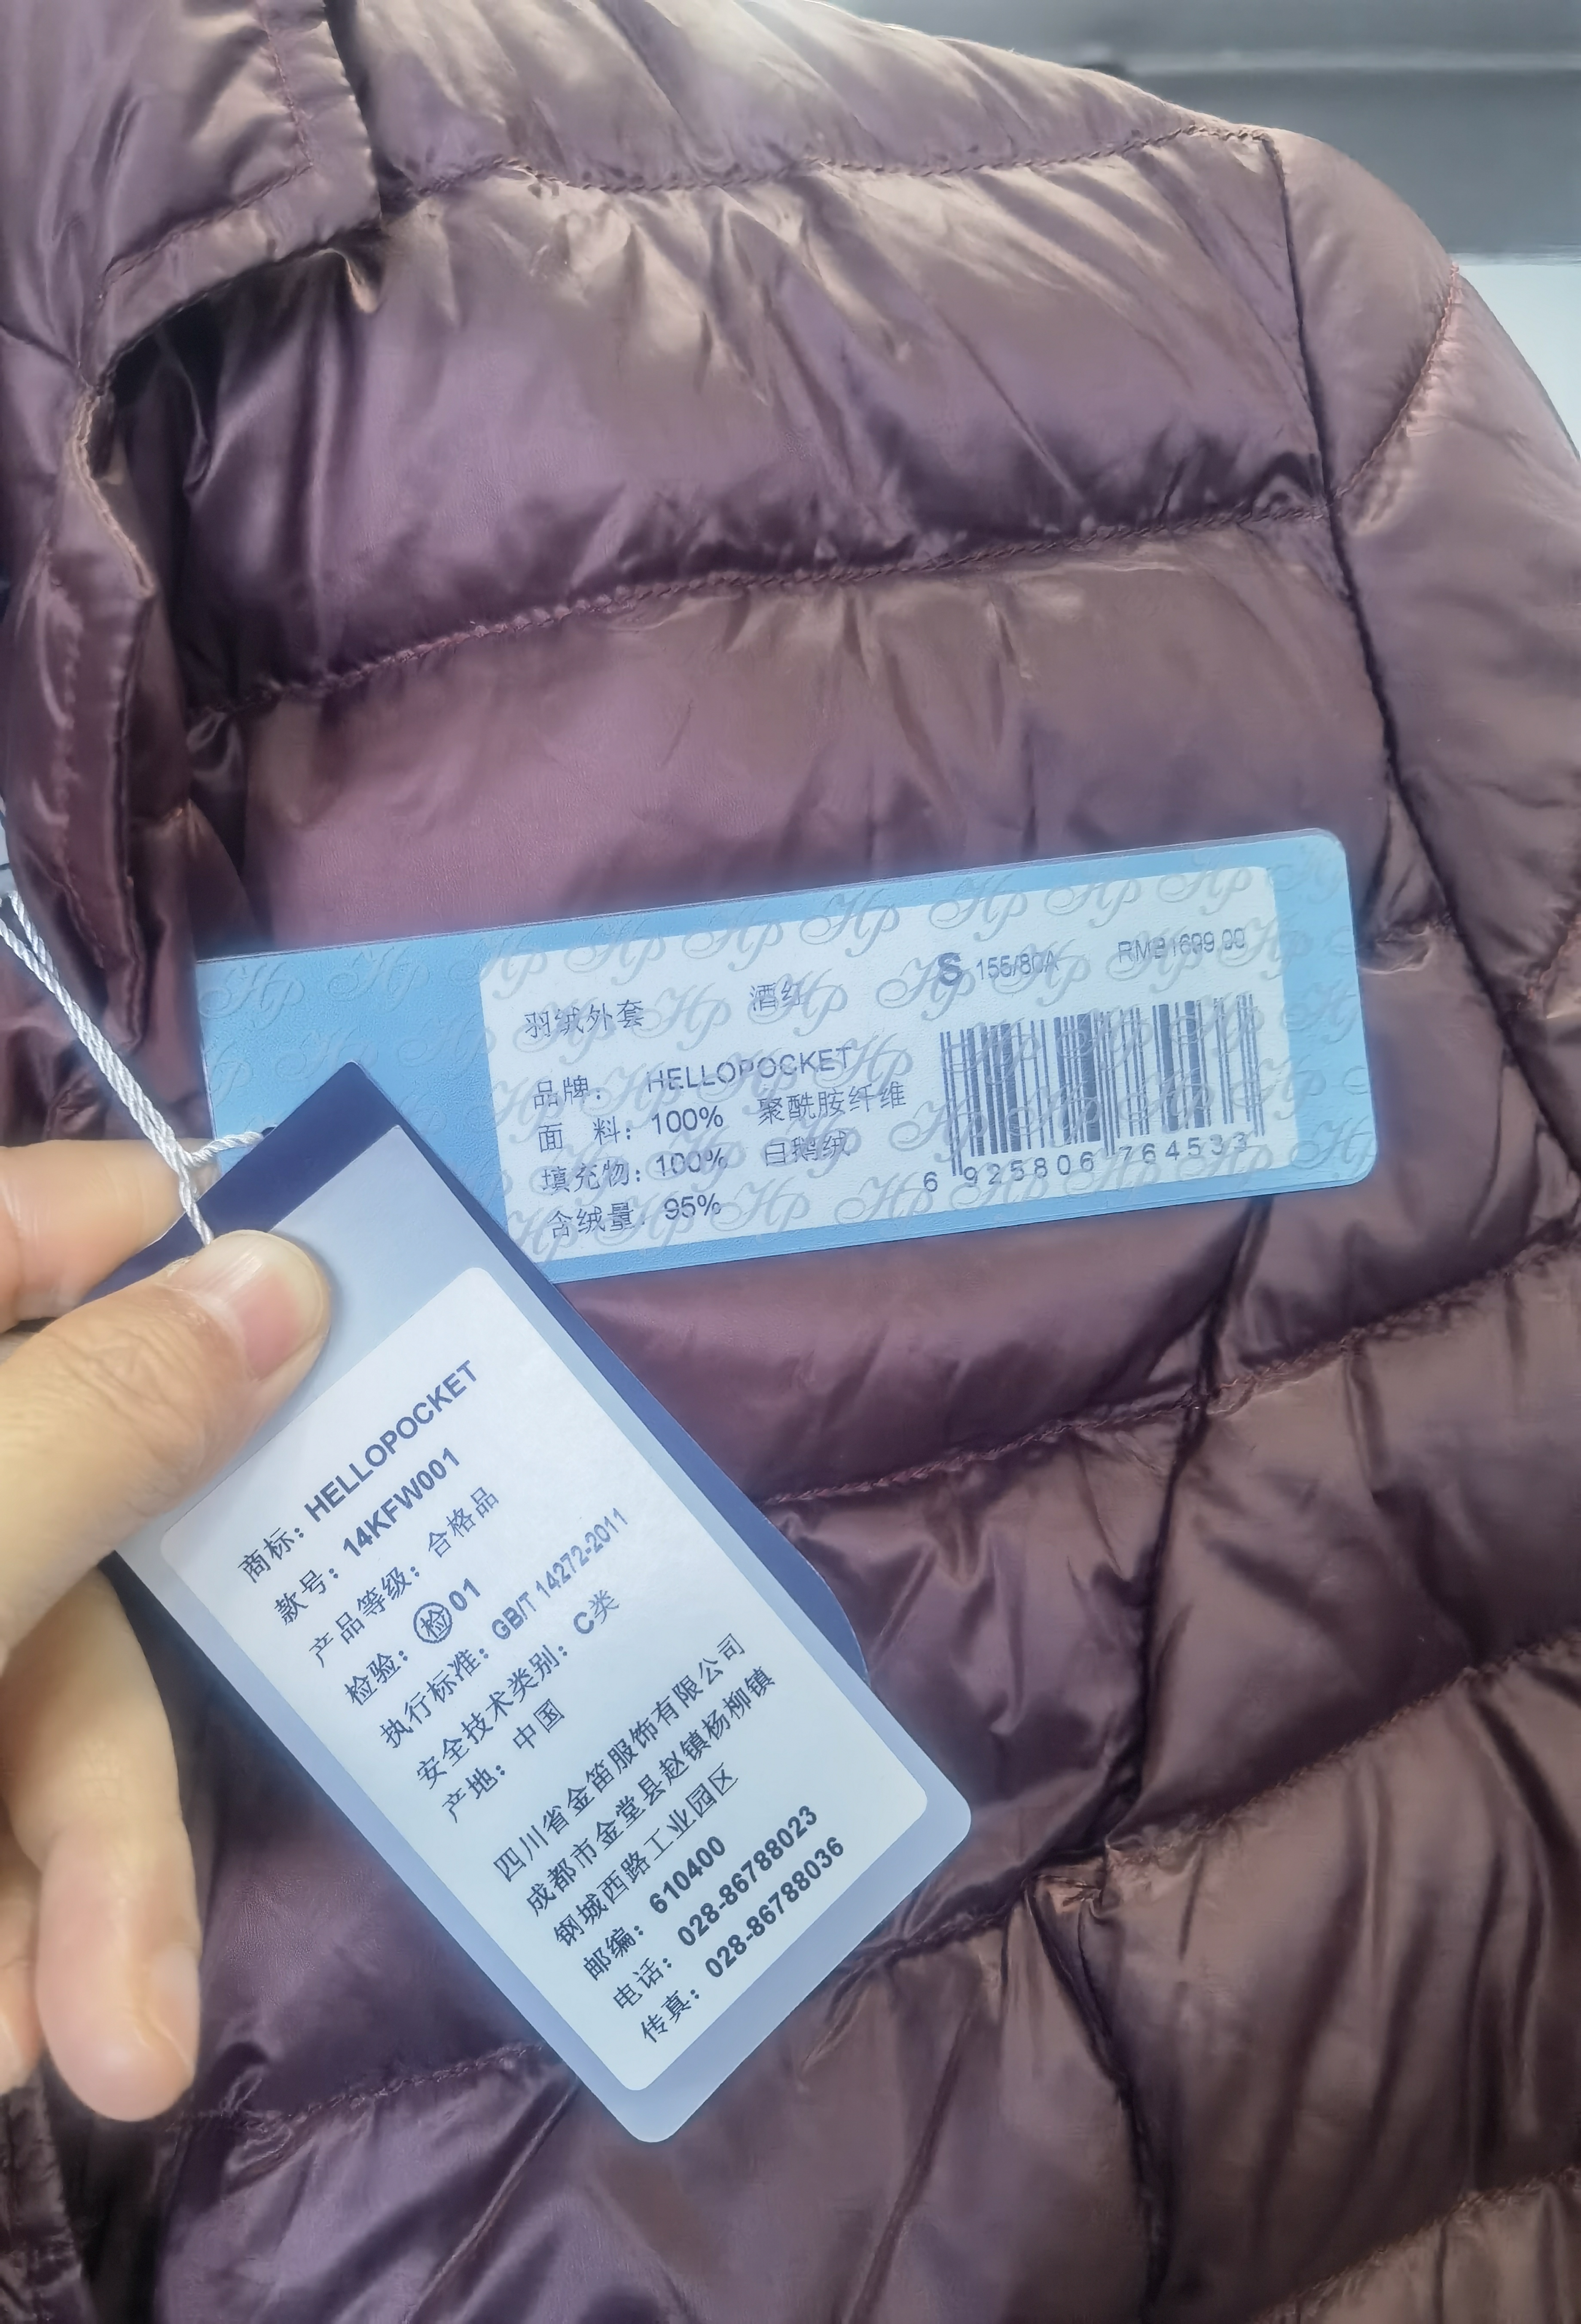 羽绒外套 酒红 S 155/80A RMB1699.00
品牌: HELLOPOCKET
面 料: 100% 聚酰胺纤维
填充物: 100% 白鹅绒
含绒量: 95%
6 925806 764533
Hp
商标: HELLOPOCKET
款号: 14KFW001
产品等级: 合格品
检验: 检01
执行标准: GB/T 14272-2011
安全技术类别: C类
产地: 中国
四川省金笛服饰有限公司
成都市金堂县赵镇杨柳镇
钢城西路工业园区
邮编: 610400
电话: 028-86788023
传真: 028-86788036